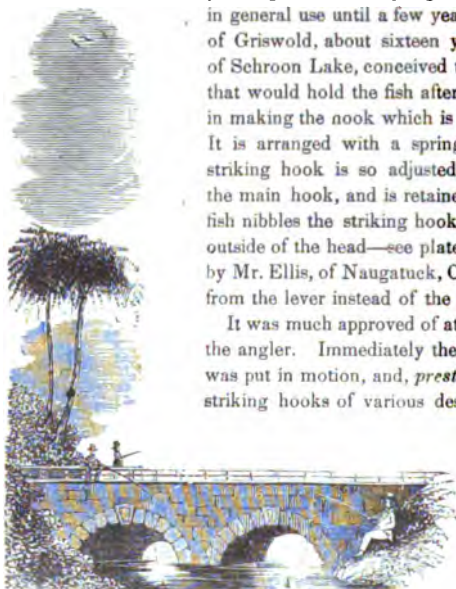 in general use until a few yea
of Griswold, about sixteen y
of Schroon Lake, conceived
that would hold the fish after
in making the nook which is
It is arranged with a spring
striking hook is so adjusted
the main hook, and is retaine
fish nibbles the striking hook
outside of the head—see plate
by Mr. Ellis, of Naugatuck, C
from the lever instead of the
It was much approved of at
the angler. Immediately the
was put in motion, and, prest
striking hooks of various des